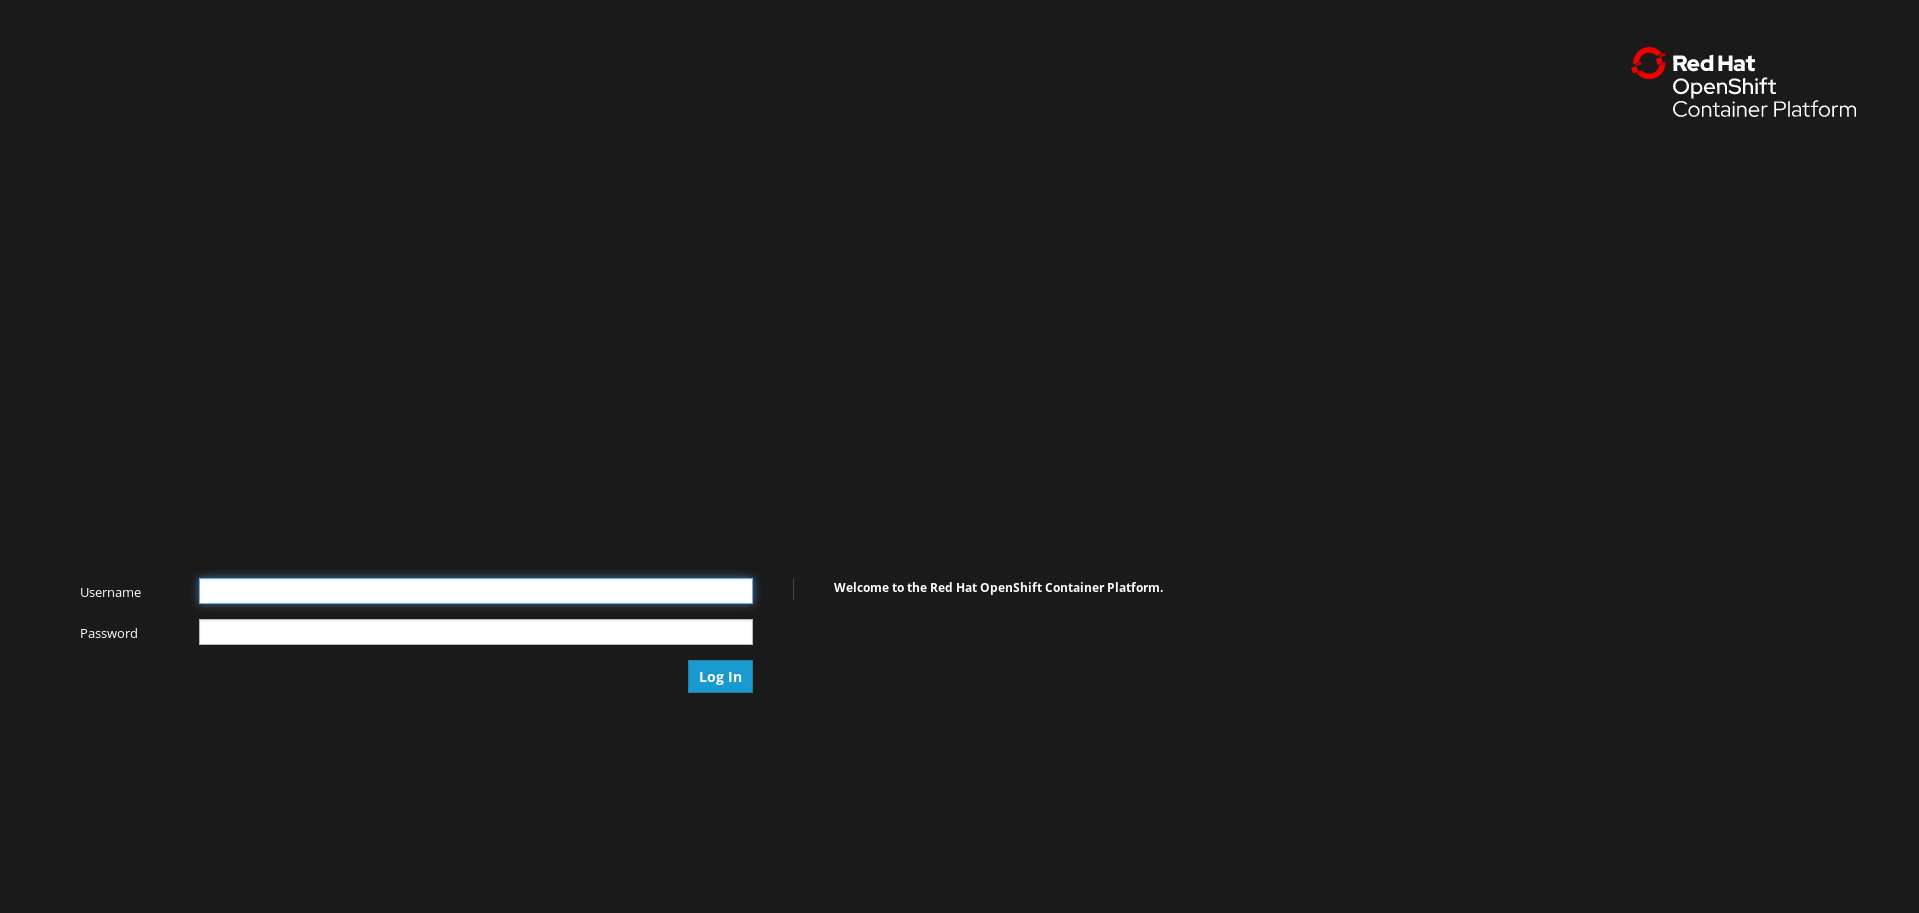 Red Hat
OpenShift
Container Platform
Username
Welcome to the Red Hat OpenShift Container Platform.
Password
Log In